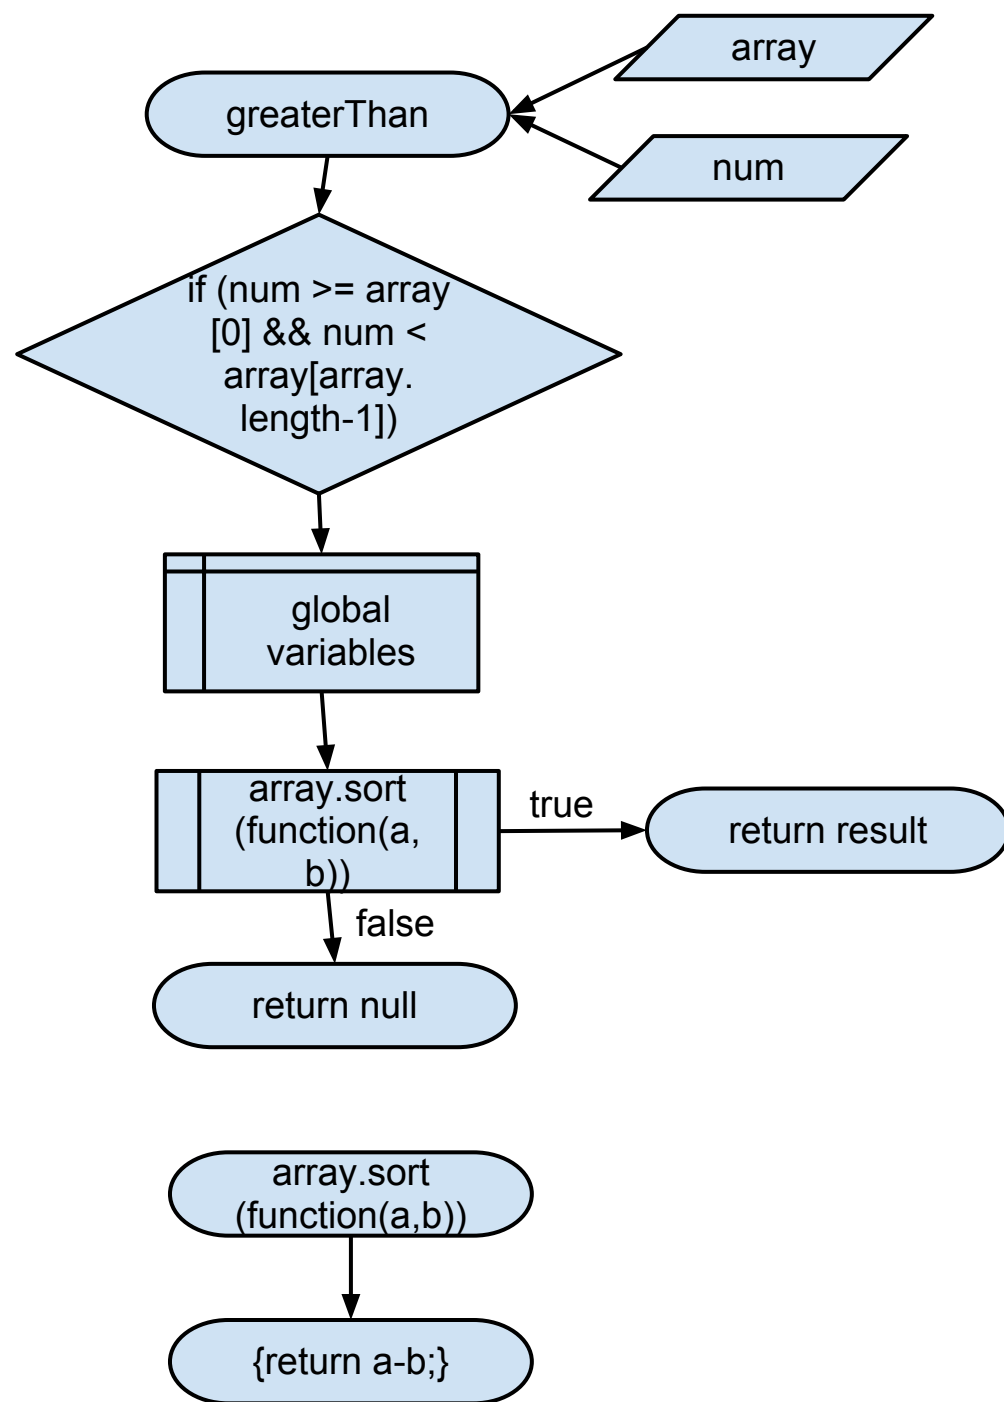 array
greaterThan
num
if (num >= array
[0] && num <
array[array.
length-1])
global
variables
array.sort
(function(a,
b))
true
return result
false
return null
array.sort
(function(a,b))
{return a-b;}